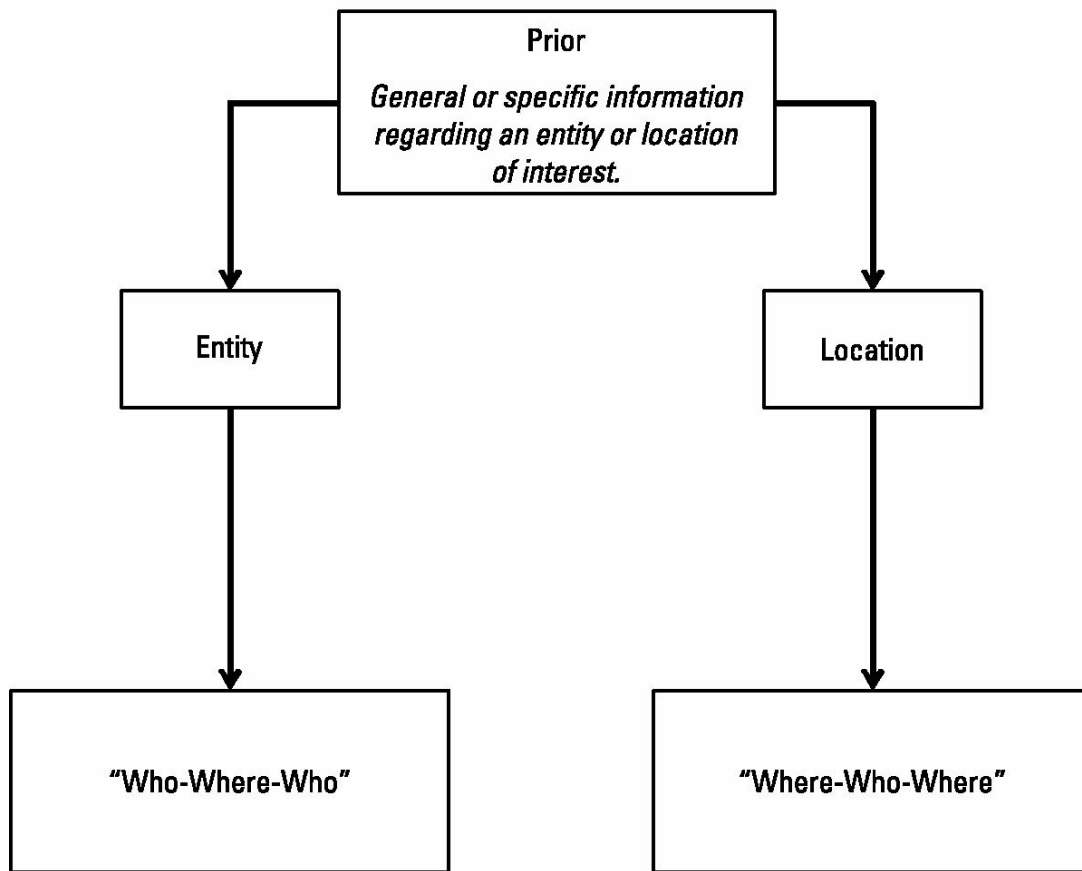 Prior
General or specific information
regarding an entity or location
of interest.
Entity
Location
“Who-Where-Who”
“Where-Who-Where”